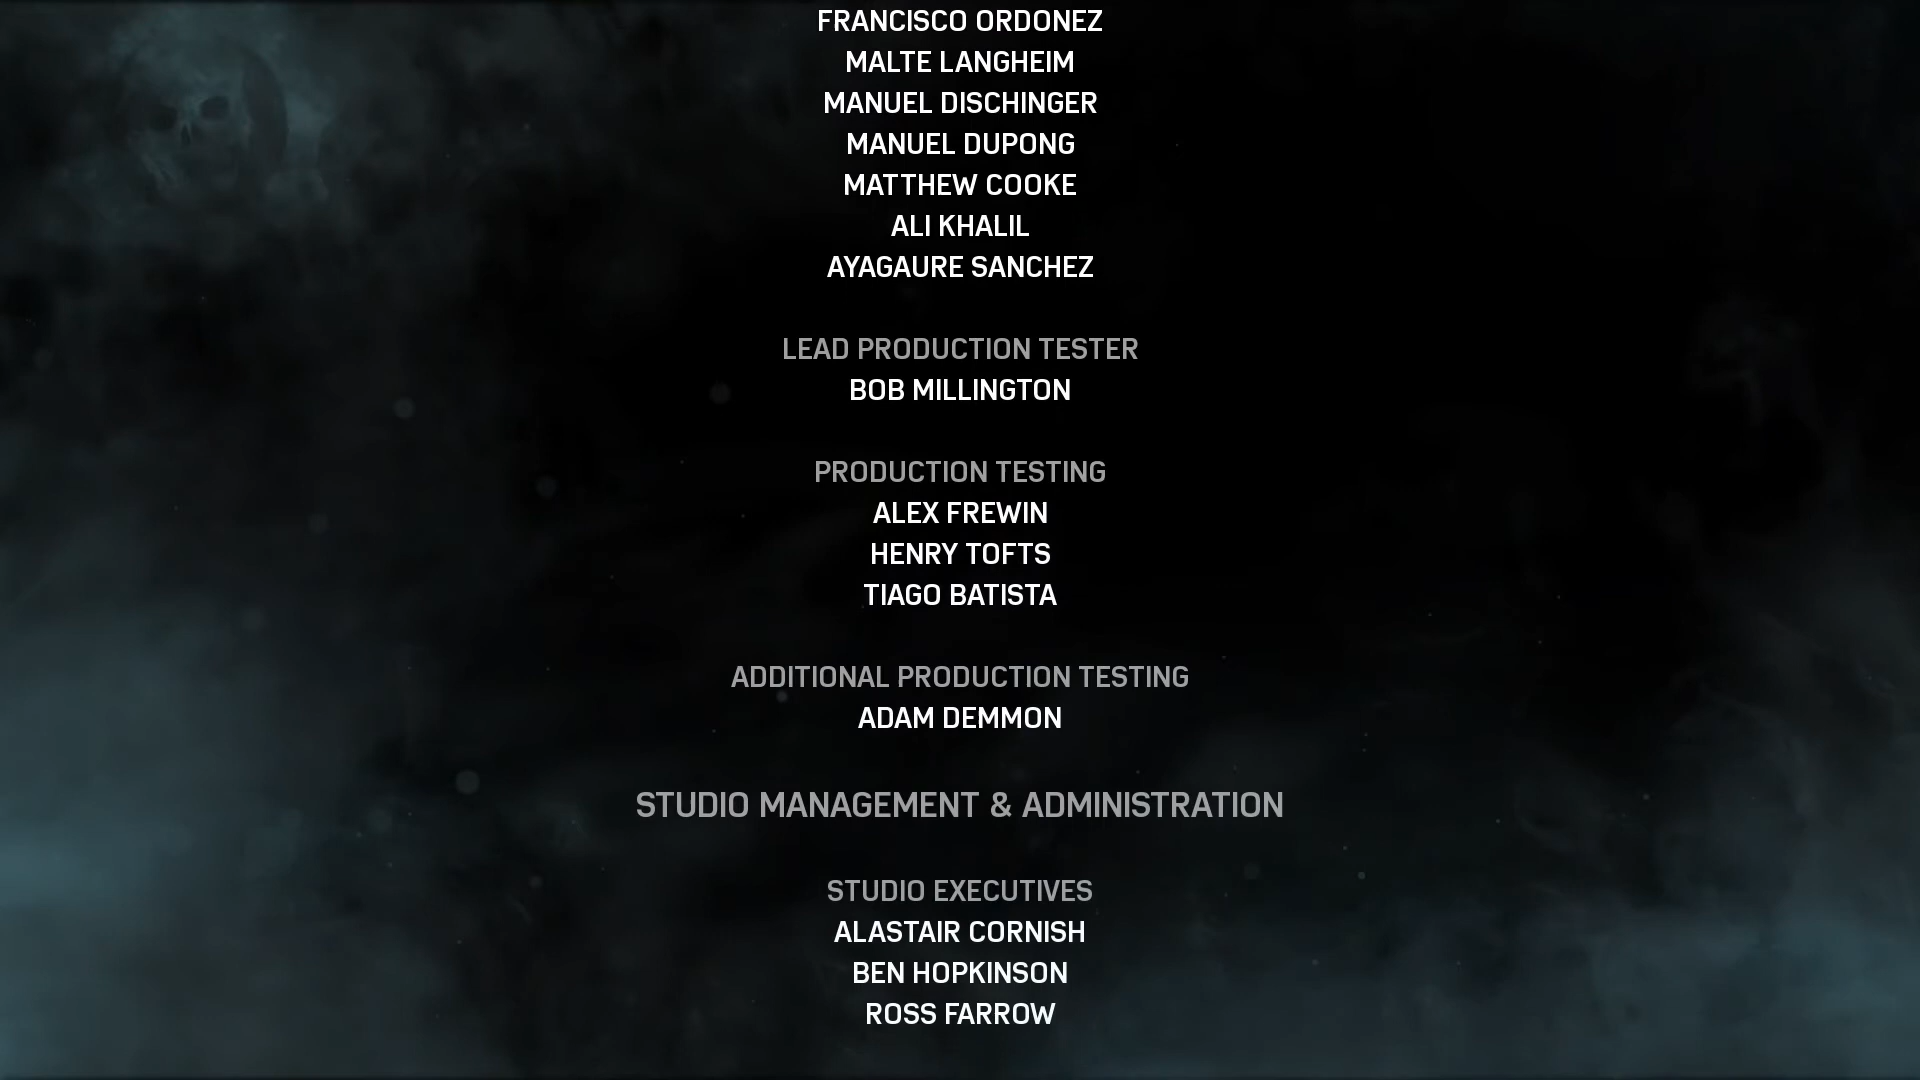 FRANCISCO ORDONEZ
MALTE LANGHEIM
MANUEL DISCHINGER
MANUEL DUPONG
MATTHEW COOKE
ALI KHALIL
AYAGAURE SANCHEZ
LEAD PRODUCTION TESTER
BOB MILLINGTON
PRODUCTION TESTING
ALEX FREWIN
HENRY TOFTS
TIAGO BATISTA
ADDITIONAL PRODUCTION TESTING
ADAM DEMMON
STUDIO MANAGEMENT & ADMINISTRATION
STUDIO EXECUTIVES
ALASTAIR CORNISH
BEN HOPKINSON
ROSS FARROW